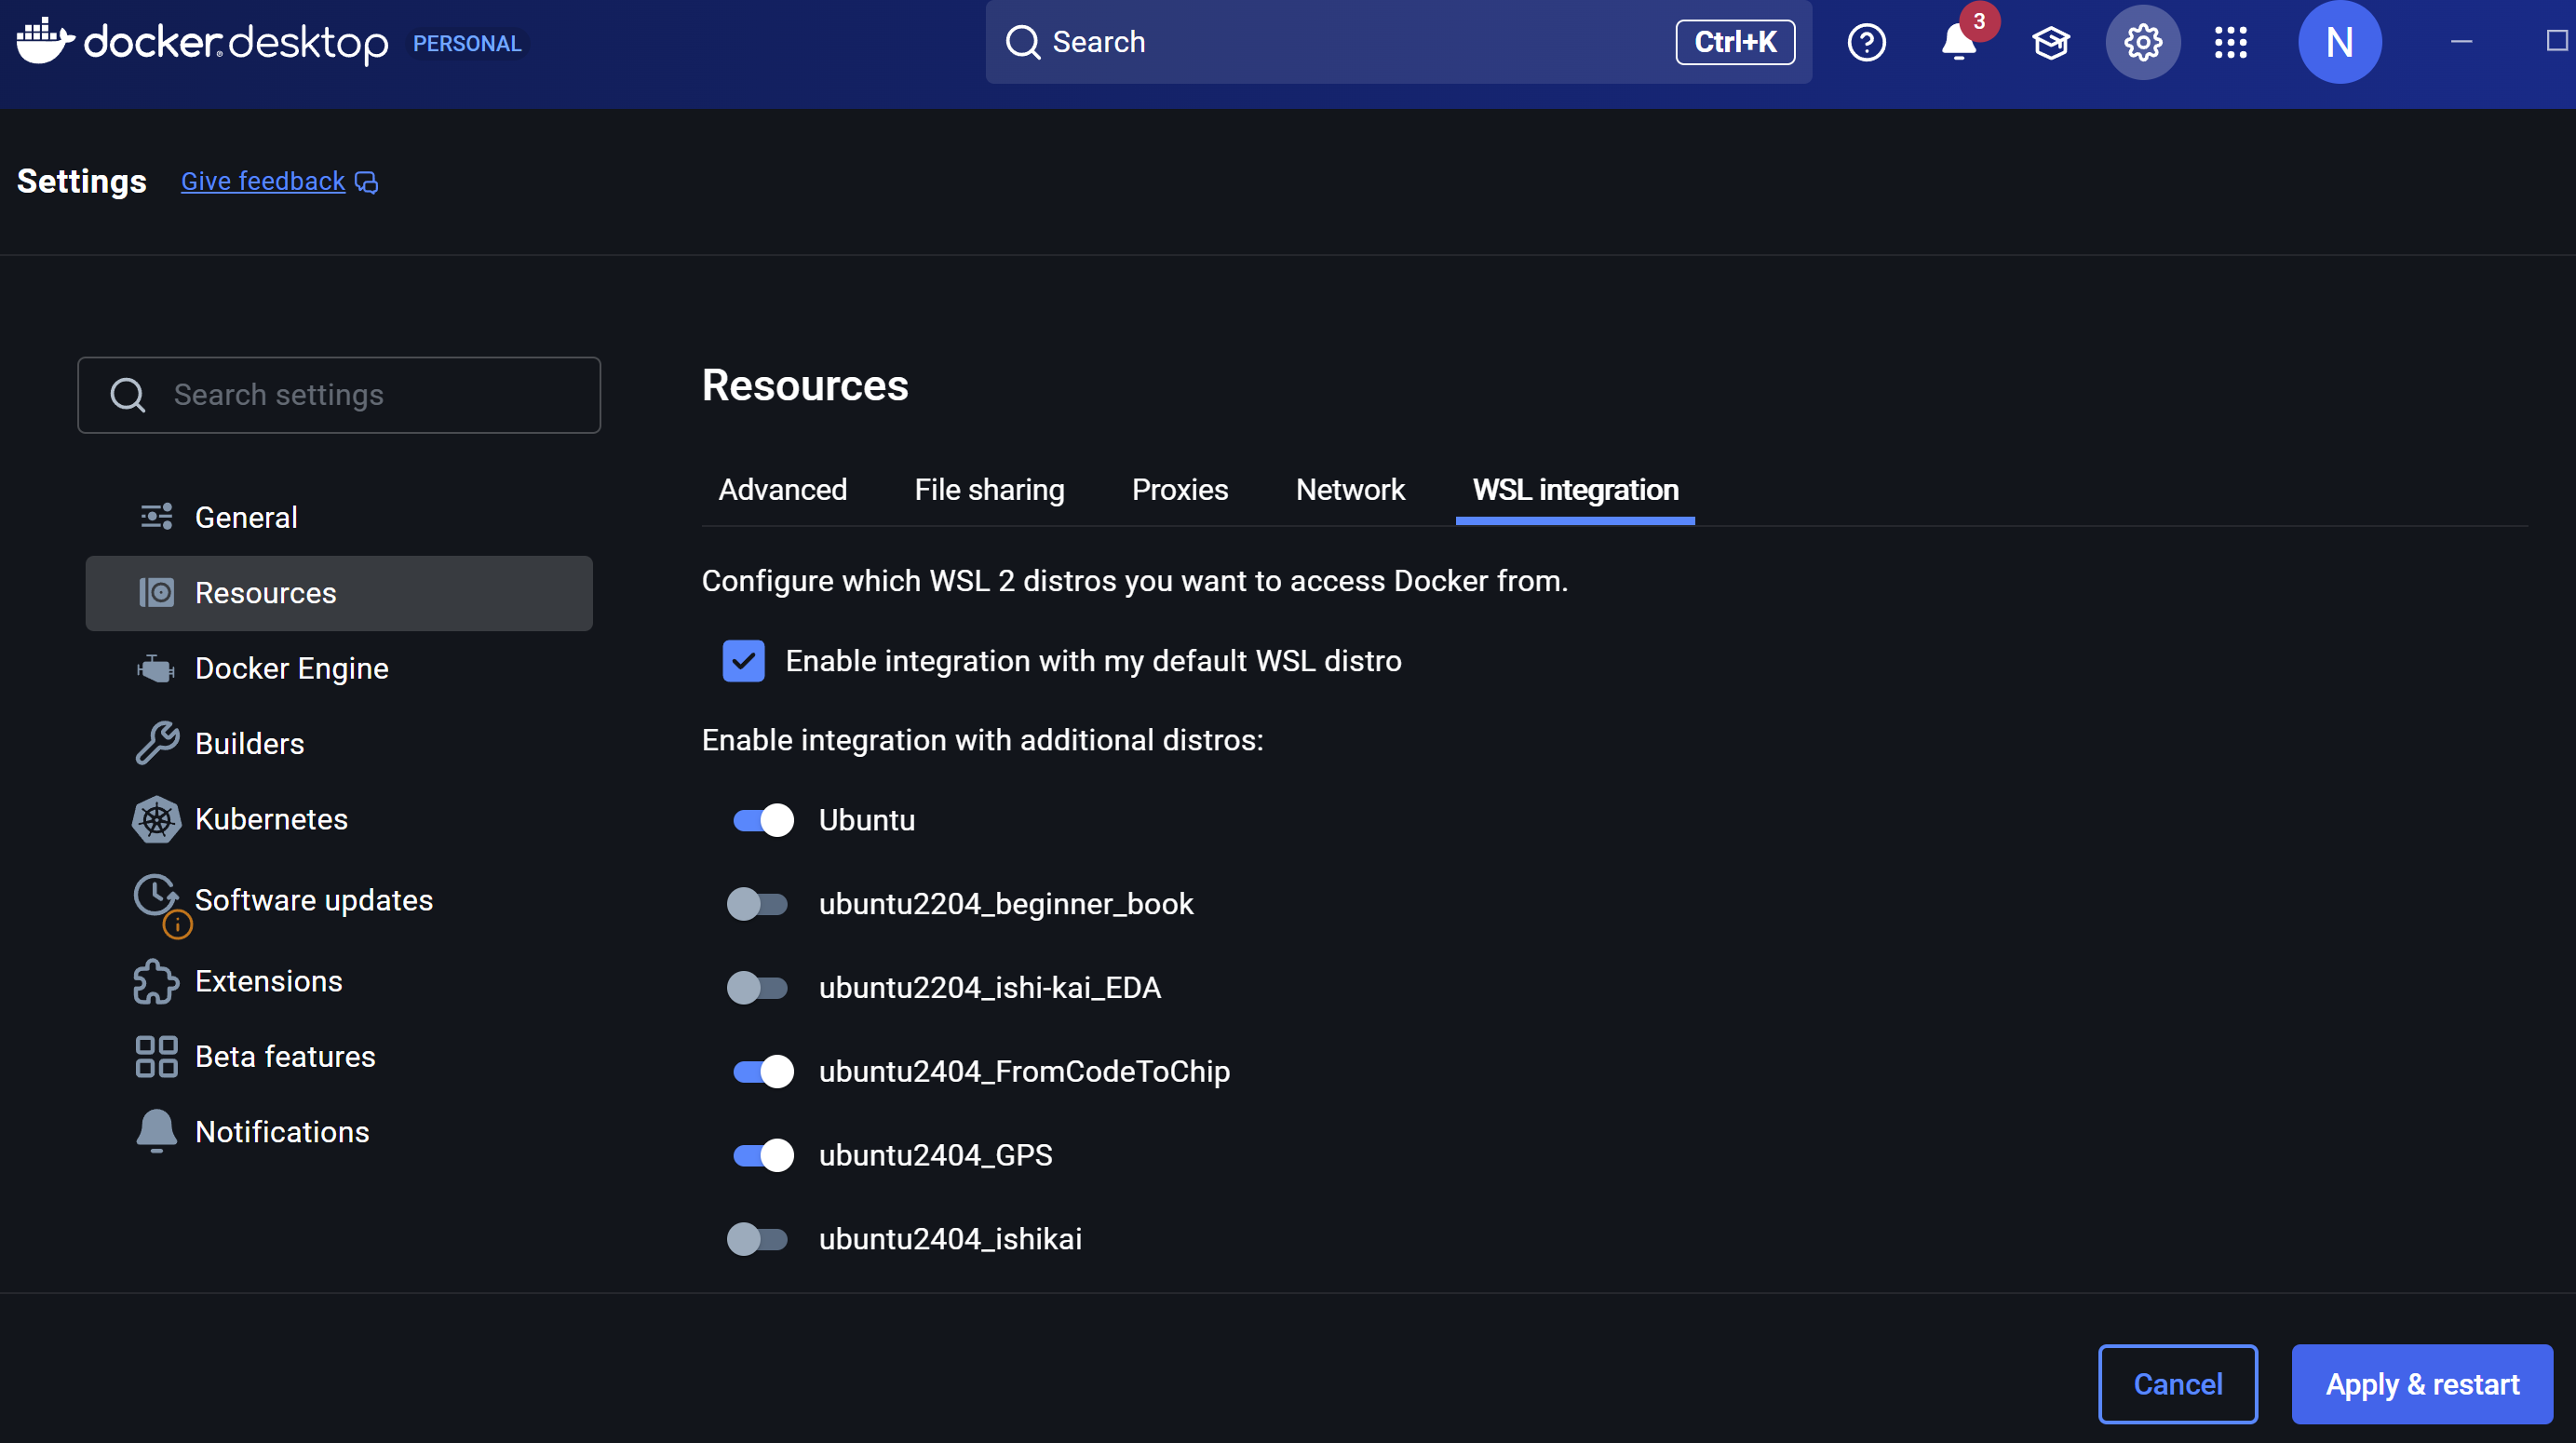 docker.desktop PERSONAL
Search
Ctrl+K
3
N
Settings
Give feedback
Search settings
General
Resources
Docker Engine
Builders
Kubernetes
Software updates
Extensions
Beta features
Notifications
Resources
Advanced File sharing Proxies Network WSL integration
Configure which WSL 2 distros you want to access Docker from.
Enable integration with my default WSL distro
Enable integration with additional distros:
Ubuntu
ubuntu2204_beginner_book
ubuntu2204_ishi-kai_EDA
ubuntu2404_FromCodeToChip
ubuntu2404_GPS
ubuntu2404_ishikai
Cancel
Apply & restart